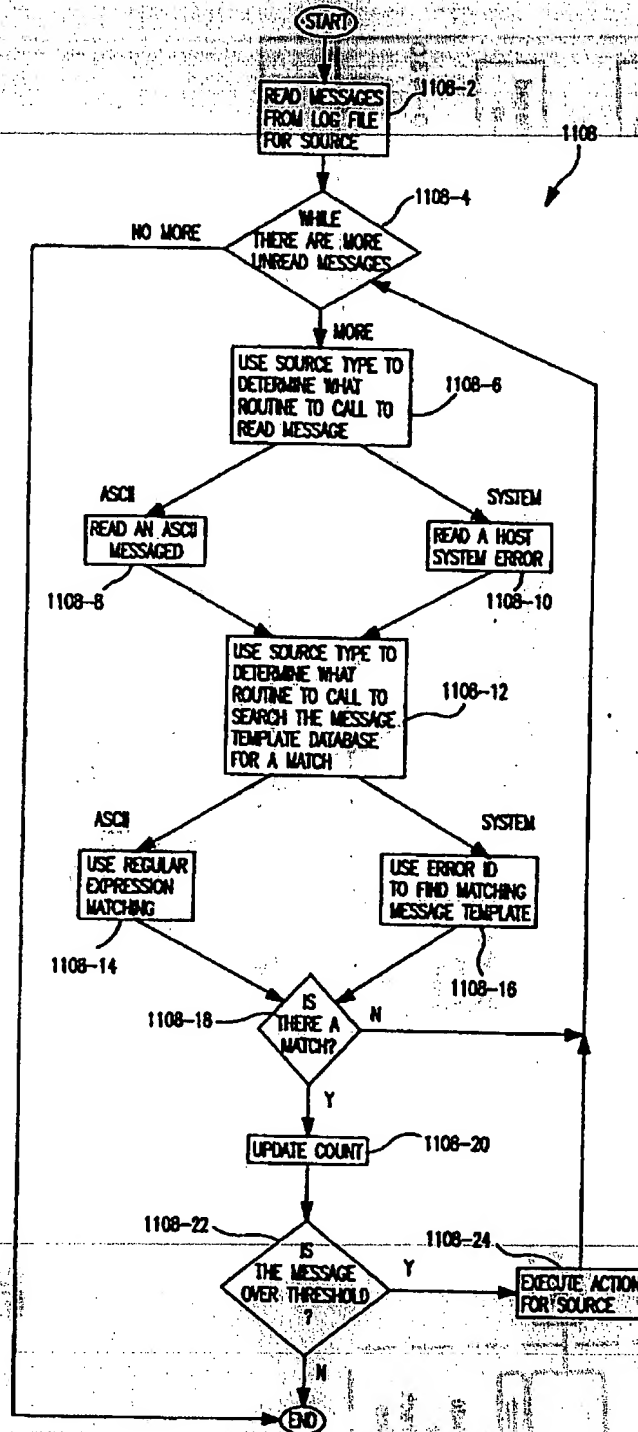 START
READ MESSAGES
FROM LOG FILE
FOR SOURCE
1108-2
1108
WHILE
THERE ARE MORE
UNREAD MESSAGES
1108-4
NO MORE
MORE
USE SOURCE TYPE TO
DETERMINE WHAT
ROUTINE TO CALL TO
READ MESSAGE
1108-6
ASCII
SYSTEM
READ AN ASCII
MESSAGED
READ A HOST
SYSTEM ERROR
1108-8
1108-10
USE SOURCE TYPE TO
DETERMINE WHAT
ROUTINE TO CALL TO
SEARCH THE MESSAGE
TEMPLATE DATABASE
FOR A MATCH
1108-12
ASCII
SYSTEM
USE REGULAR
EXPRESSION
MATCHING
USE ERROR ID
TO FIND MATCHING
MESSAGE TEMPLATE
1108-14
1108-16
1108-18
IS
THERE A
MATCH?
N
Y
UPDATE COUNT
1108-20
1108-22
IS
THE MESSAGE
OVER THRESHOLD
?
Y
1108-24
EXECUTE ACTION
FOR SOURCE
N
END